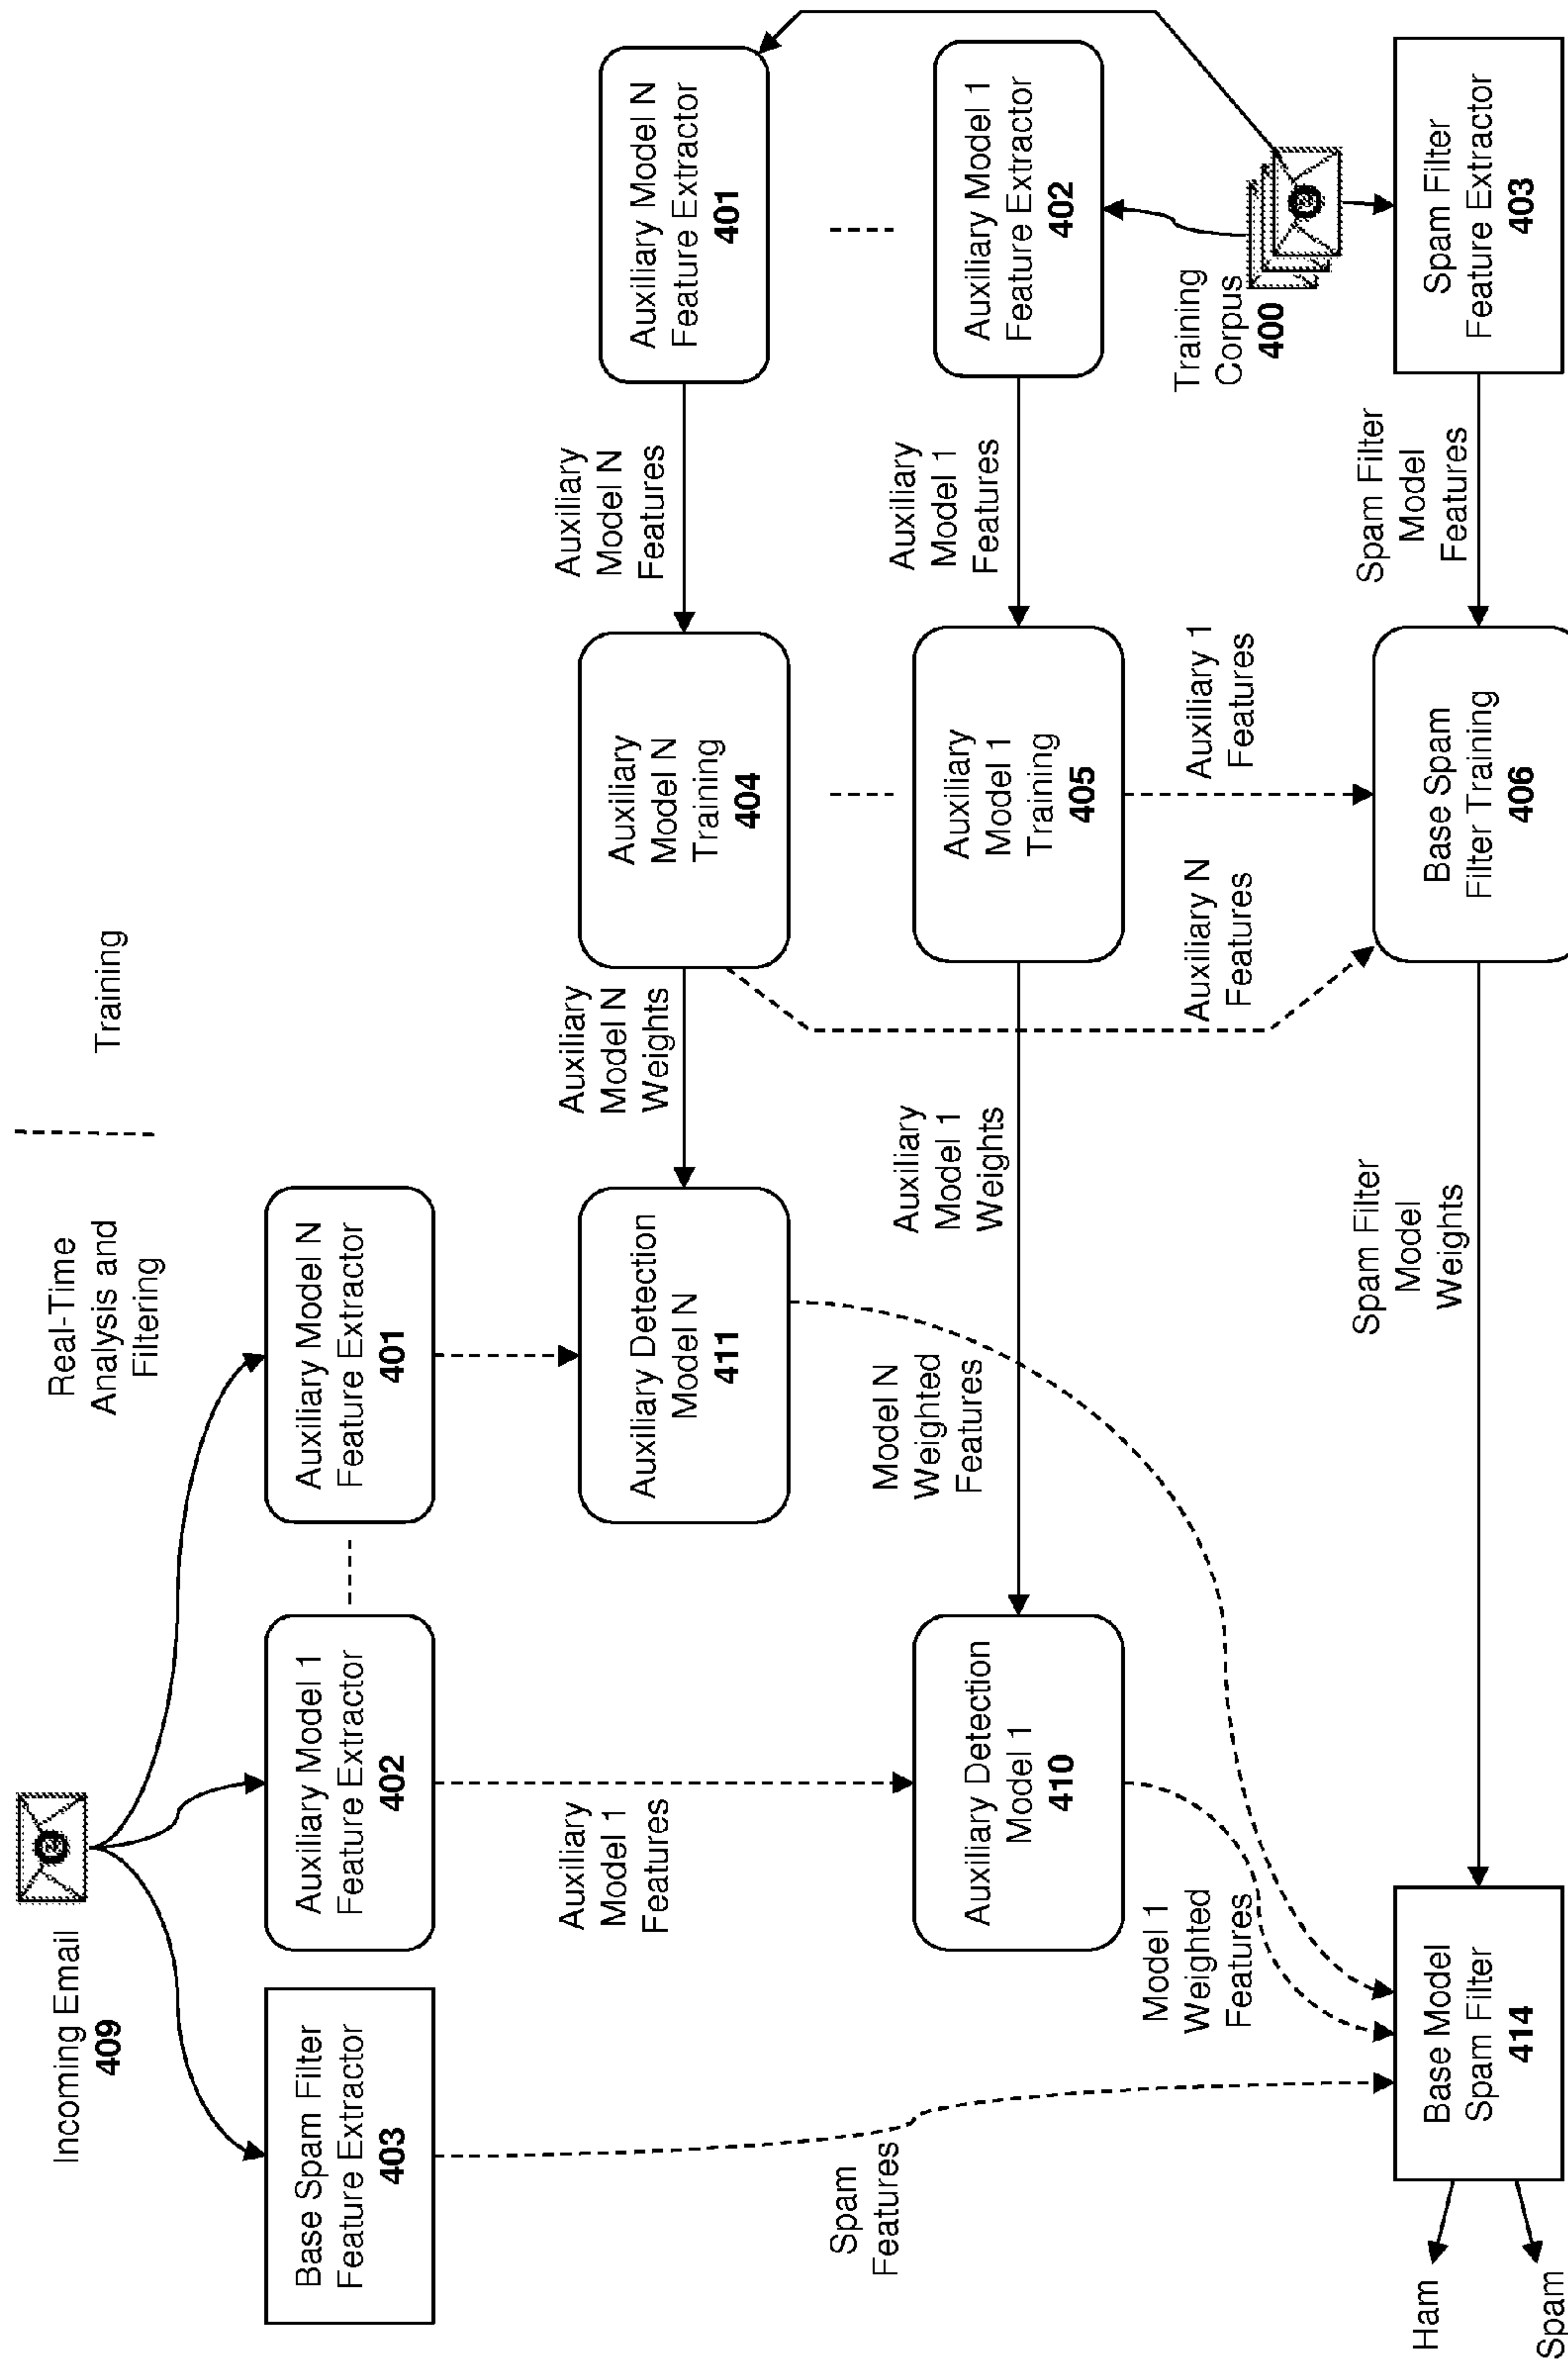 Incoming Email
409
Real-Time
Analysis and
Filtering
Training
Base Spam Filter
Feature Extractor
403
Auxiliary Model 1
Feature Extractor
402
Auxiliary Model N
Feature Extractor
401
Auxiliary
Model 1
Features
Auxiliary Detection
Model N
411
Auxiliary
Model N
Weights
Auxiliary
Model N
Training
404
Auxiliary
Model N
Features
Auxiliary Model N
Feature Extractor
401
Spam
Features
Auxiliary Detection
Model 1
410
Model N
Weighted
Features
Auxiliary
Model 1
Weights
Auxiliary
Model 1
Training
405
Auxiliary
Model 1
Features
Auxiliary Model 1
Feature Extractor
402
Model 1
Weighted
Features
Auxiliary N
Features
Auxiliary 1
Features
Training
Corpus
400
Ham
Spam
Base Model
Spam Filter
414
Spam Filter
Model
Weights
Base Spam
Filter Training
406
Spam Filter
Model
Features
Spam Filter
Feature Extractor
403